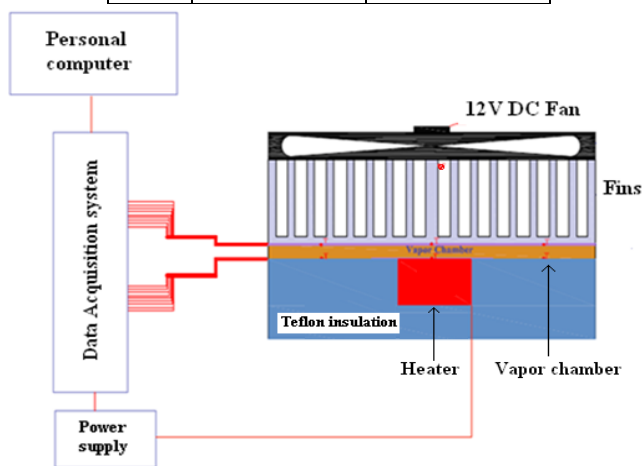 Personal
computer
12V DC Fan
Data Acquisition system
Fins
Vapor Chamber
Teflon insulation
Heater
Vapor chamber
Power
supply